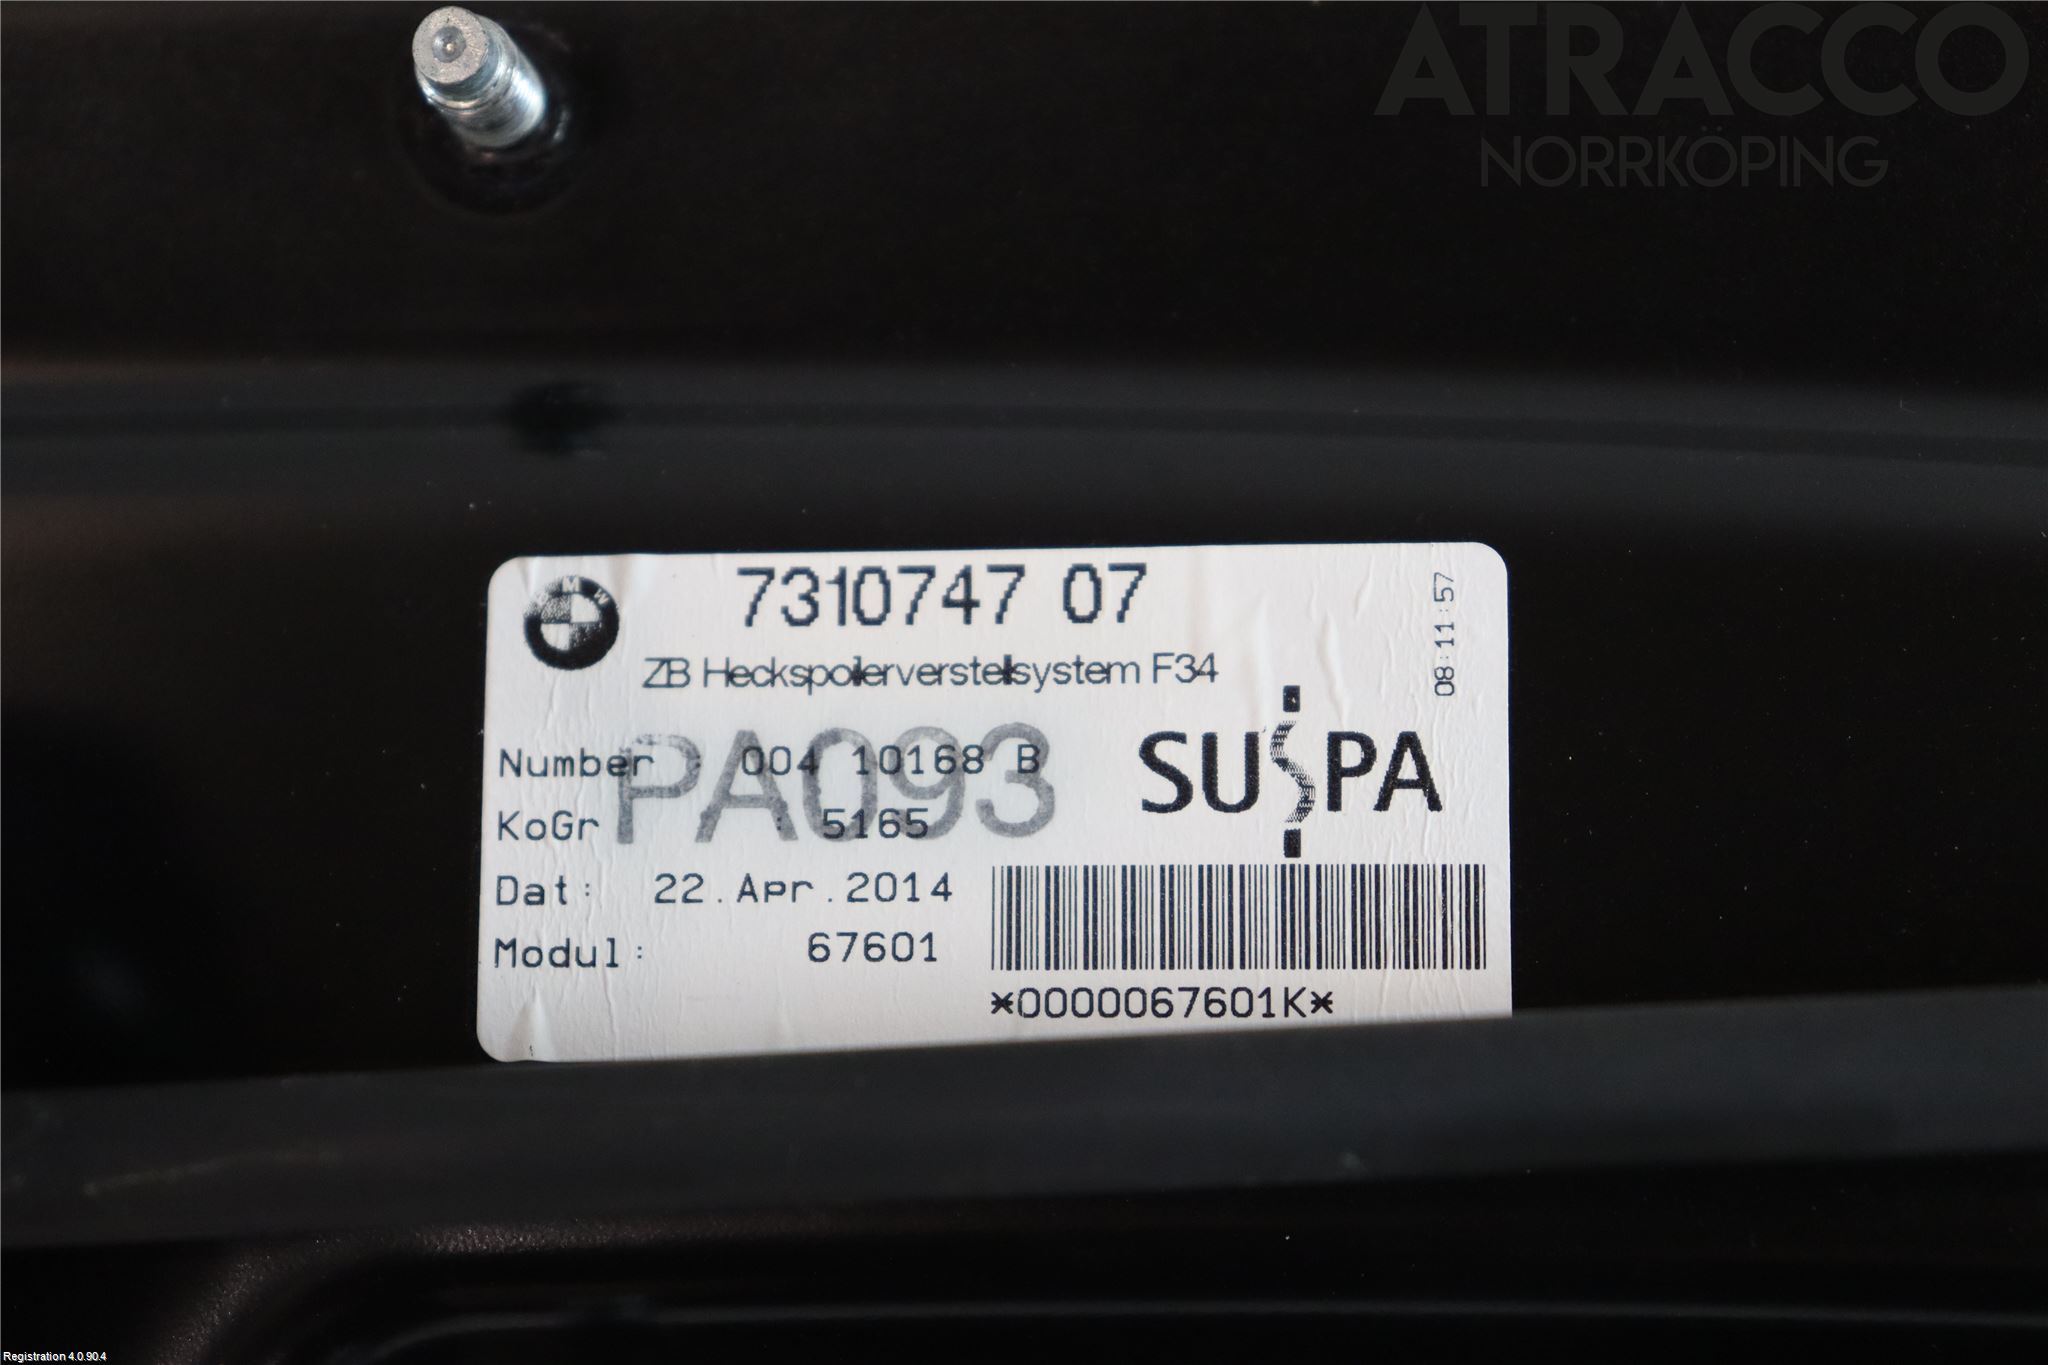 ATRACCO
NORRKÖPING
BMW
7310747 07
ZB Heckspoilerverstellsystem F34
08:11:57
PA093
Number : 004 10168 B
KoGr : 5165
SUSPA
Dat: 22.Apr.2014
Modul: 67601
*0000067601K*
Registration 4.0.90.4